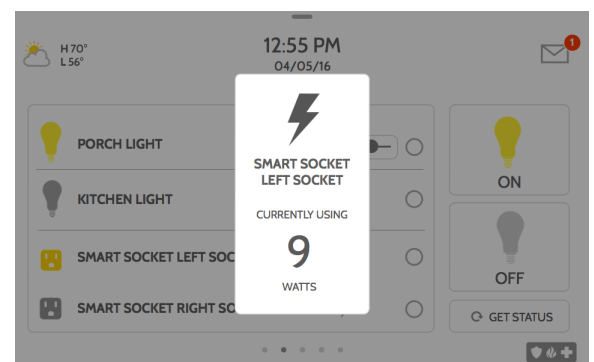 H 70°
L 56°
12:55 PM
04/05/16
1
PORCH LIGHT
KITCHEN LIGHT
SMART SOCKET LEFT SOC
SMART SOCKET RIGHT SO
SMART SOCKET
LEFT SOCKET
CURRENTLY USING
9
WATTS
ON
OFF
GET STATUS